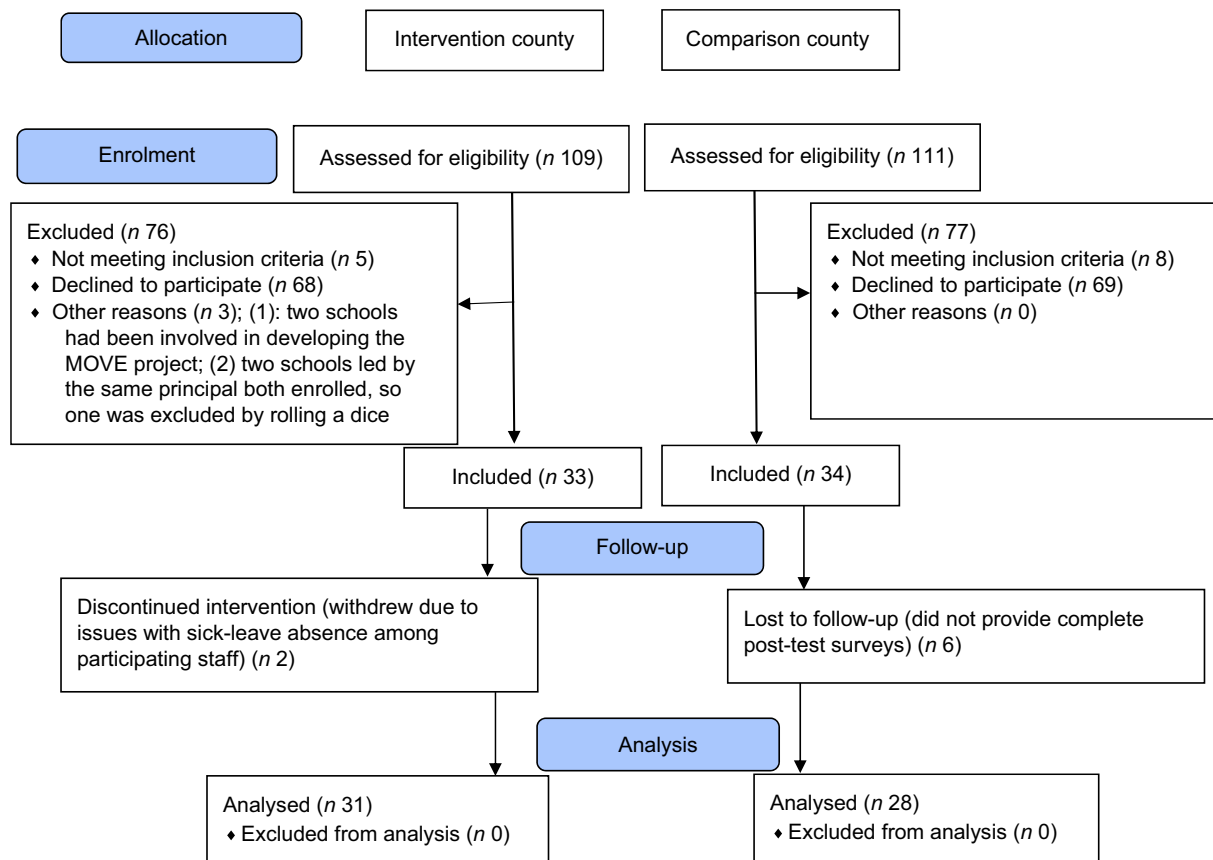 Allocation
Intervention county
Comparison county
Enrolment
Assessed for eligibility (n 109)
Assessed for eligibility (n 111)
Excluded (n 76)
♦ Not meeting inclusion criteria (n 5)
♦ Declined to participate (n 68)
♦ Other reasons (n 3); (1): two schools
had been involved in developing the
MOVE project; (2) two schools led by
the same principal both enrolled, so
one was excluded by rolling a dice
Excluded (n 77)
♦ Not meeting inclusion criteria (n 8)
♦ Declined to participate (n 69)
♦ Other reasons (n 0)
Included (n 33)
Included (n 34)
Follow-up
Discontinued intervention (withdrew due to
issues with sick-leave absence among
participating staff) (n 2)
Lost to follow-up (did not provide complete
post-test surveys) (n 6)
Analysis
Analysed (n 31)
♦ Excluded from analysis (n 0)
Analysed (n 28)
♦ Excluded from analysis (n 0)